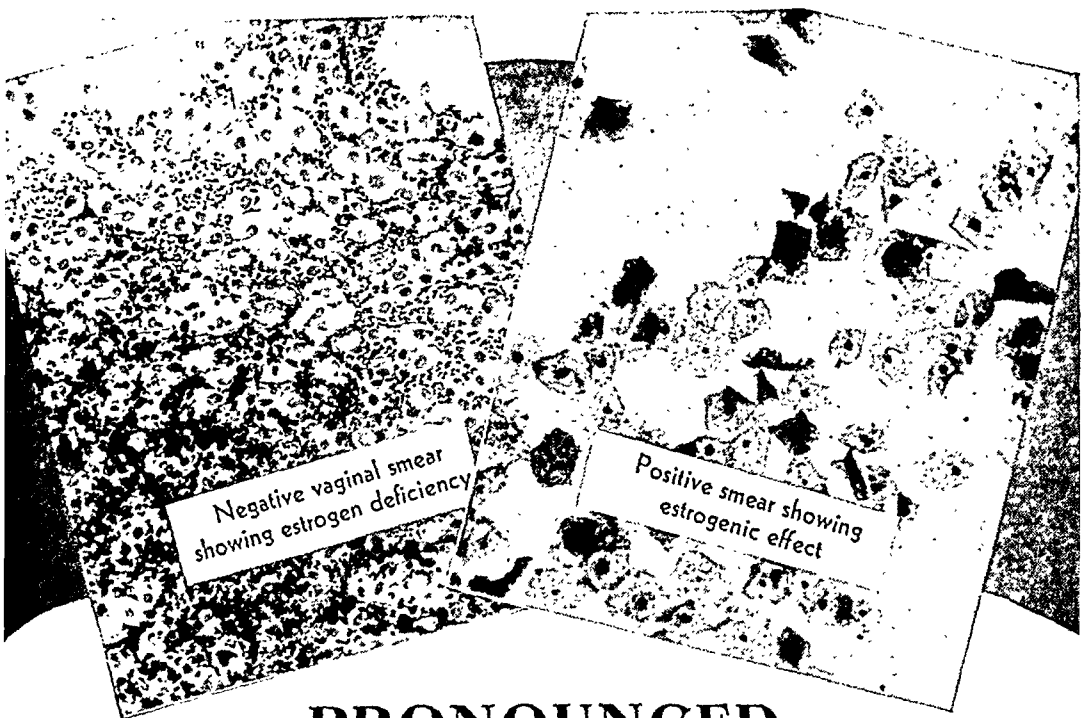 Negative vaginal smear
showing estrogen deficiency
Positive smear showing
estrogenic effect
PRONOUNCED